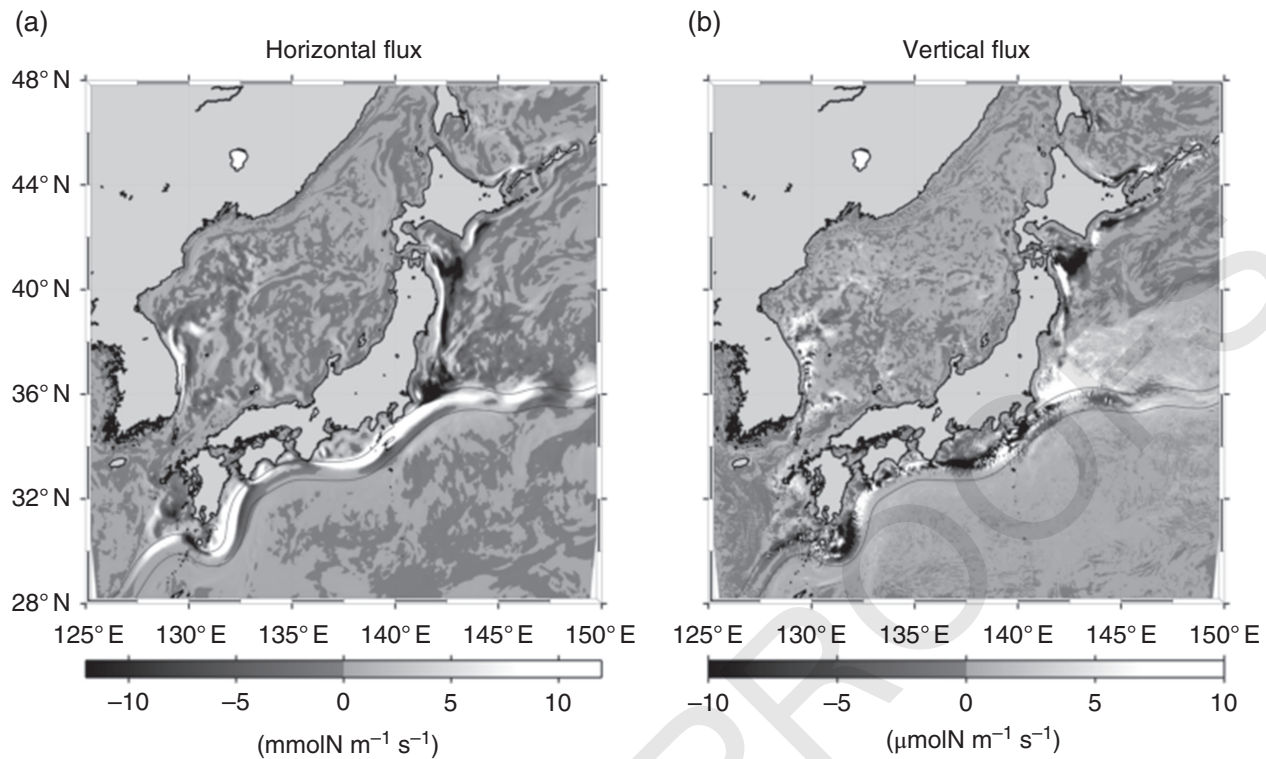 (a)
Horizontal flux
48° N
44° N
40° N
36° N
32° N
28° N
125° E 130° E 135° E 140° E 145° E 150° E
−10 −5 0 5 10
(mmolN m⁻¹ s⁻¹)
(b)
Vertical flux
125° E 130° E 135° E 140° E 145° E 150° E
−10 −5 0 5 10
(μmolN m⁻¹ s⁻¹)
PROOFS